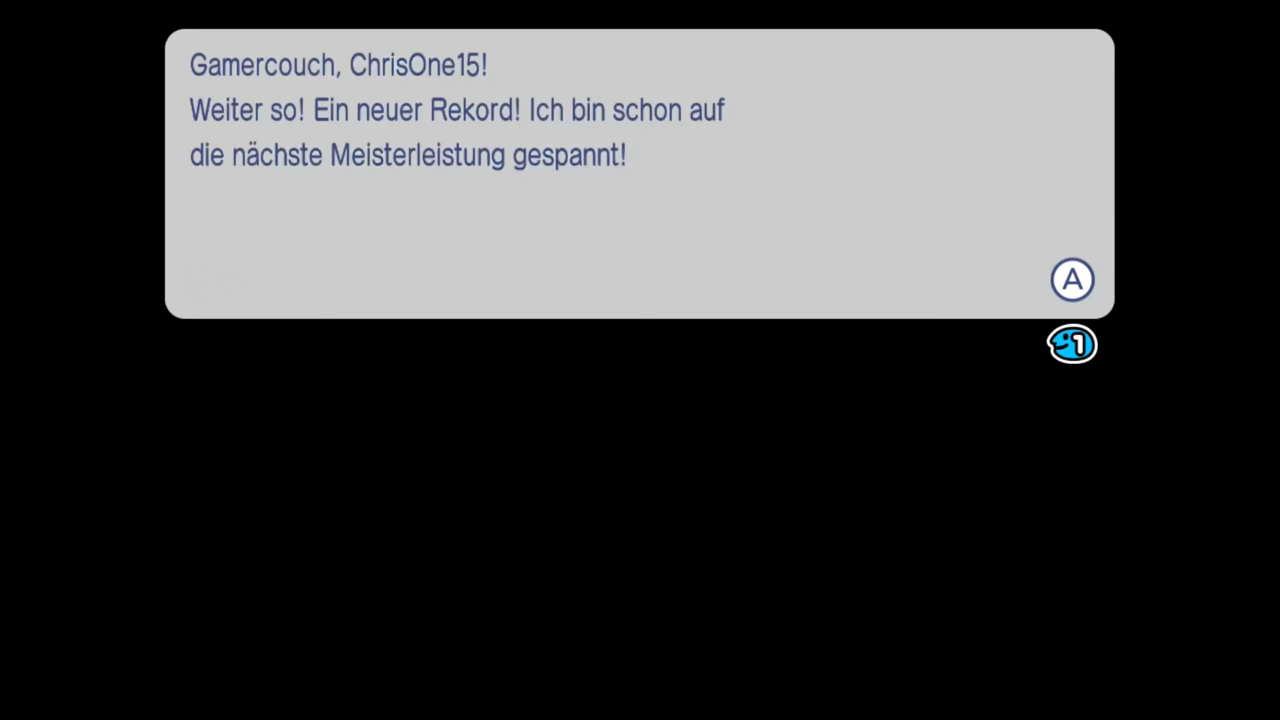 Gamercouch, ChrisOne15!
Weiter so! Ein neuer Rekord! Ich bin schon auf
die nächste Meisterleistung gespannt!
A
1